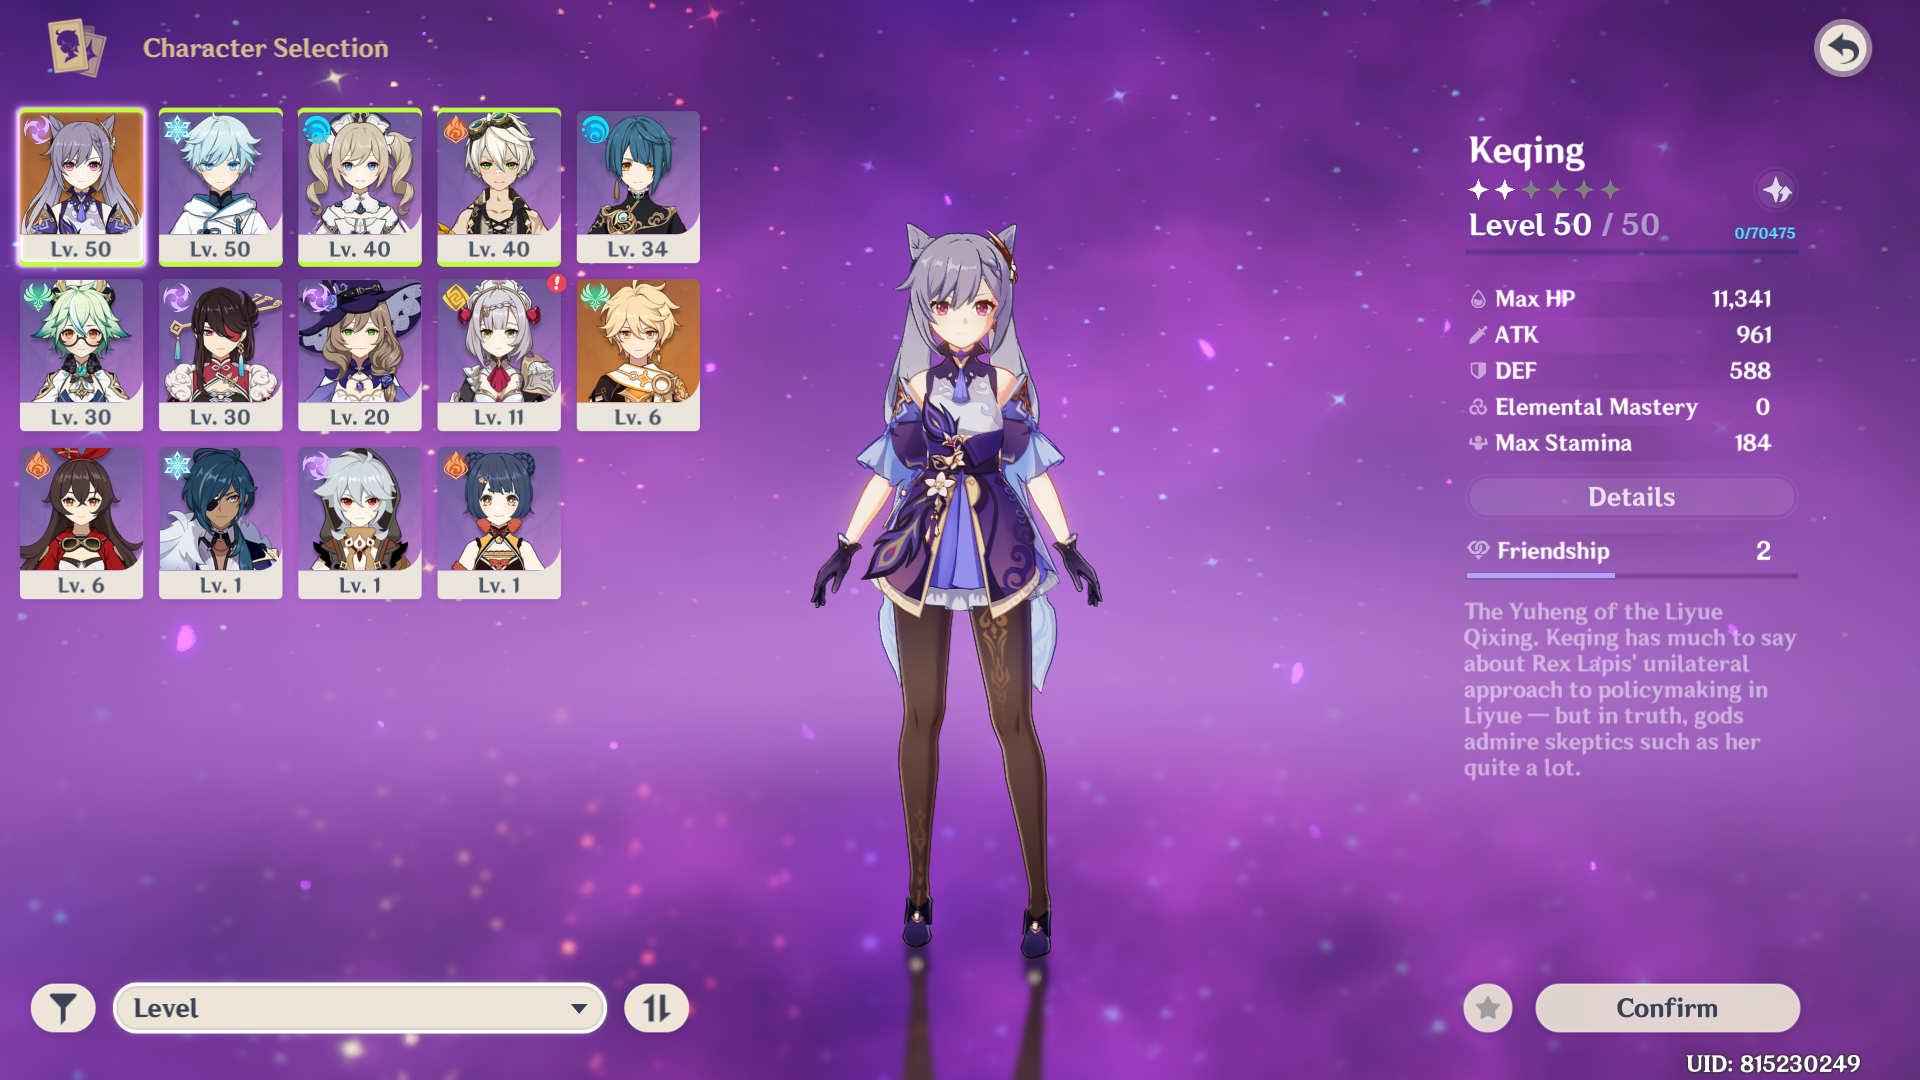 Character Selection
Lv. 50
Lv. 50
Lv. 40
Lv. 40
Lv. 34
Lv. 30
Lv. 30
Lv. 20
Lv. 11
Lv. 6
Lv. 6
Lv. 1
Lv. 1
Lv. 1
Level
Keqing
Level 50 / 50
0/70475
Max HP 11,341
ATK 961
DEF 588
Elemental Mastery 0
Max Stamina 184
Details
Friendship 2
The Yuheng of the Liyue
Qixing. Keqing has much to say
about Rex Lapis' unilateral
approach to policymaking in
Liyue — but in truth, gods
admire skeptics such as her
quite a lot.
Confirm
UID: 815230249